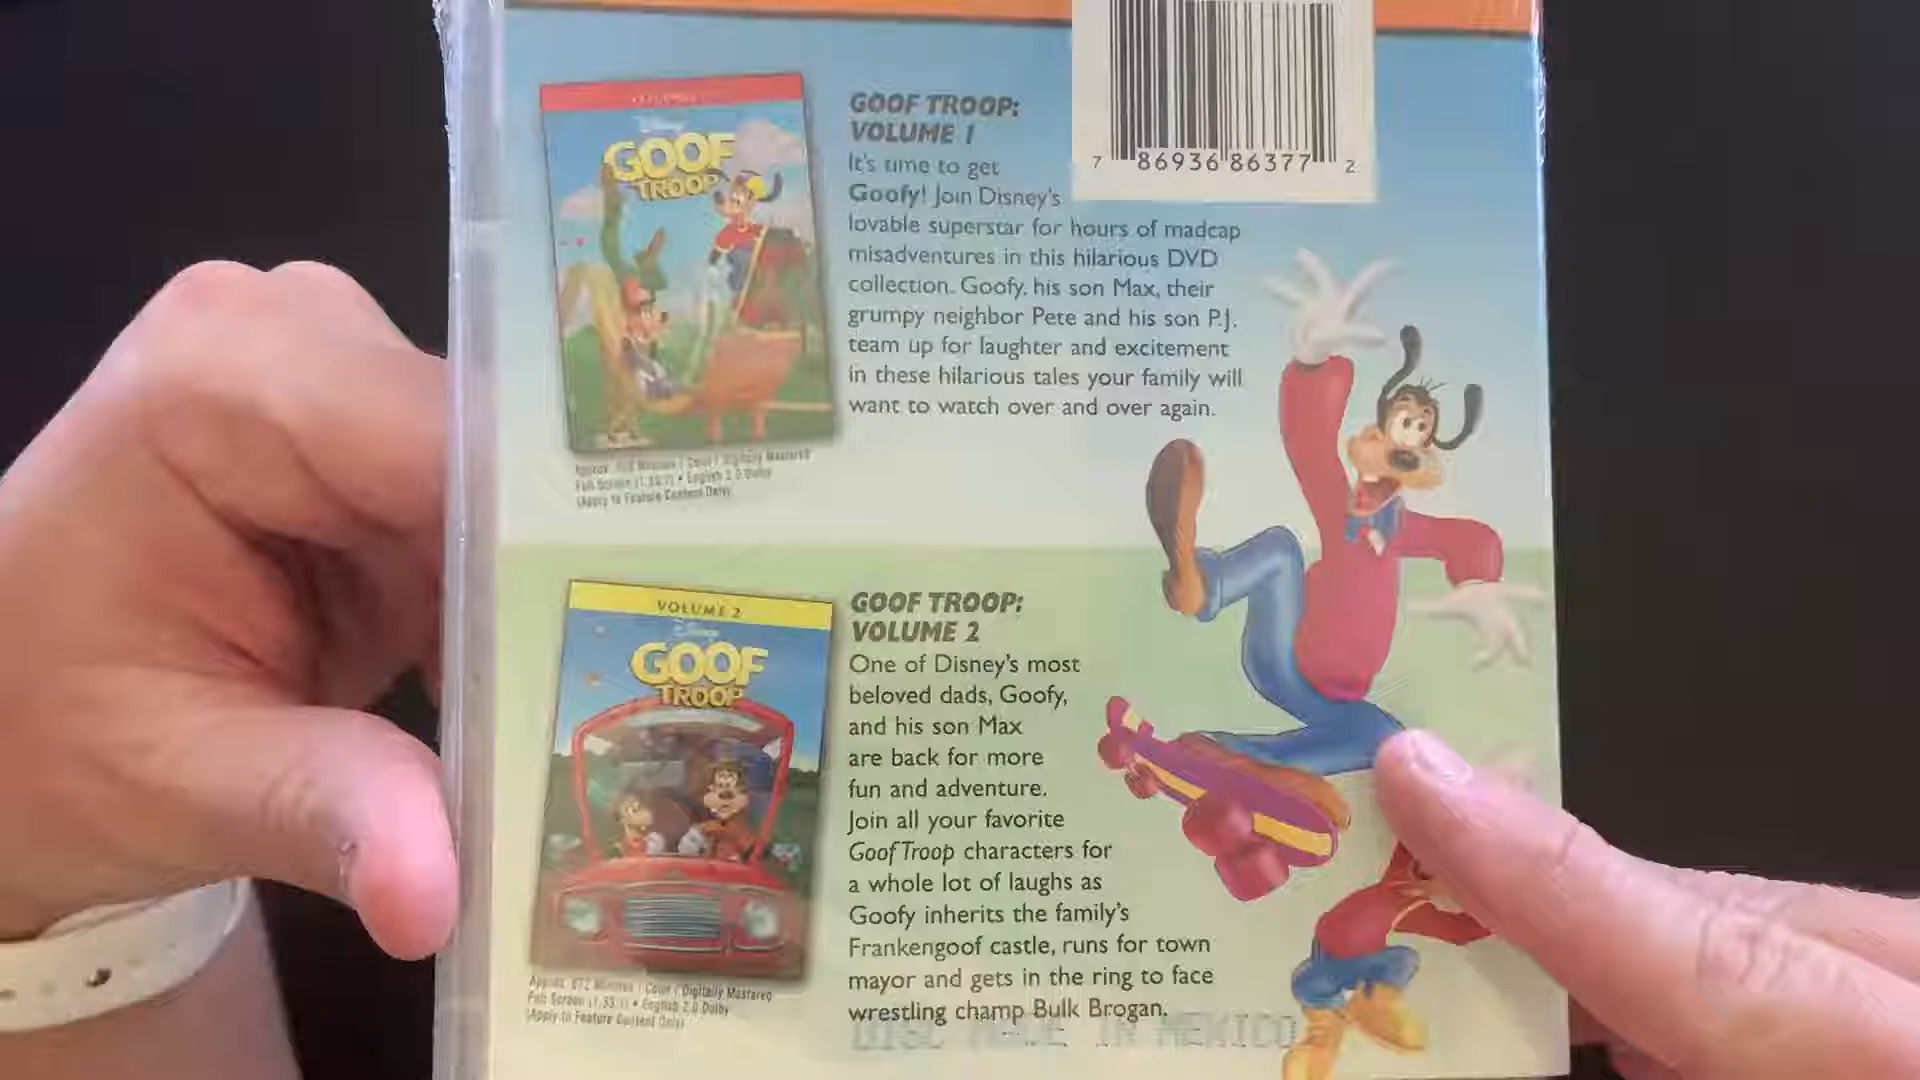 7 86936 86377 2
GOOF TROOP:
VOLUME 1
It's time to get
Goofy! Join Disney's
lovable superstar for hours of madcap
misadventures in this hilarious DVD
collection. Goofy, his son Max, their
grumpy neighbor Pete and his son P.J.
team up for laughter and excitement
in these hilarious tales your family will
want to watch over and over again.
Disney
GOOF
TROOP
Minutes / Color / Digitally Mastered
Full Screen (1.33:1) • English 2.0 Dolby
(Apply to Feature Content Only)
VOLUME 2
Disney
GOOF
TROOP
Approx. 672 Minutes / Color / Digitally Mastered
Full Screen (1.33:1) • English 2.0 Dolby
(Apply to Feature Content Only)
GOOF TROOP:
VOLUME 2
One of Disney's most
beloved dads, Goofy,
and his son Max
are back for more
fun and adventure.
Join all your favorite
Goof Troop characters for
a whole lot of laughs as
Goofy inherits the family's
Frankengoof castle, runs for town
mayor and gets in the ring to face
wrestling champ Bulk Brogan.
DISC MADE IN MEXICO